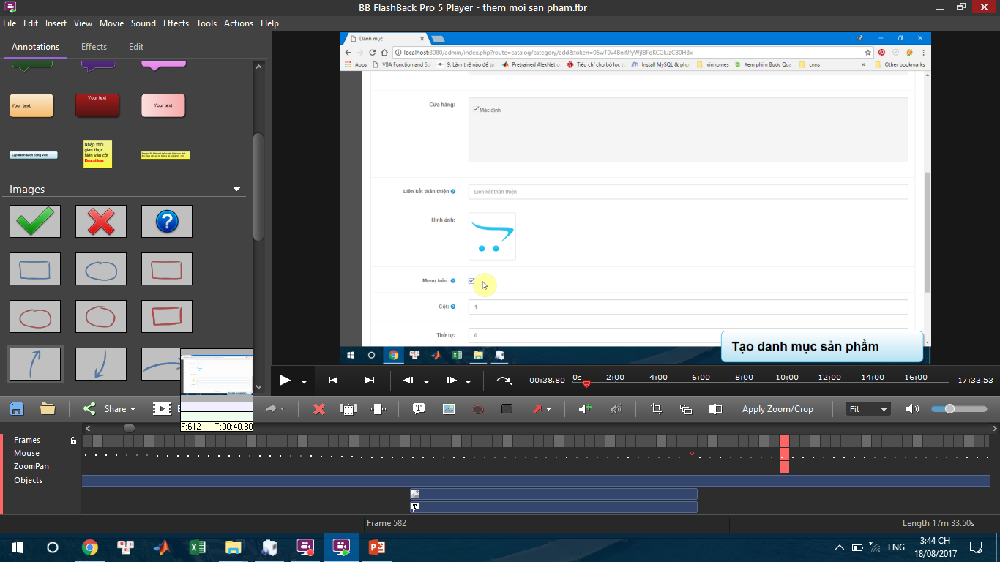 BB FlashBack Pro 5 Player - them moi san pham.fbr
File Edit Insert View Movie Sound Effects Tools Actions Help
Annotations Effects Edit
Your text Your text Your text
Lập danh sách công việc
Nhập thời
gian thực
hiện vào cột
Duration
Images
Danh mục
localhost:8080/admin/index.php?route=catalog/category/add&token=
Apps VBA Function and Su 9. Làm thế nào để tự Pretrained AlexNet c Tiêu chí cho bộ lọc t Install MySQL & php vinhomes Xem phim Bước Qua cnns » Other bookmarks
Cửa hàng:
Mặc định
Liên kết thân thiện
Liên kết thân thiện
Hình ảnh:
Menu trên:
Cột:
1
Thứ tự:
0
Tạo danh mục sản phẩm
00:38.80 0s 2:00 4:00 6:00 8:00 10:00 12:00 14:00 16:00 17:33.53
Share
Apply Zoom/Crop
Fit
F:612 T:00:40.80
Frames
Mouse
ZoomPan
Objects
Frame 582
Length 17m 33.50s
ENG
3:44 CH
18/08/2017